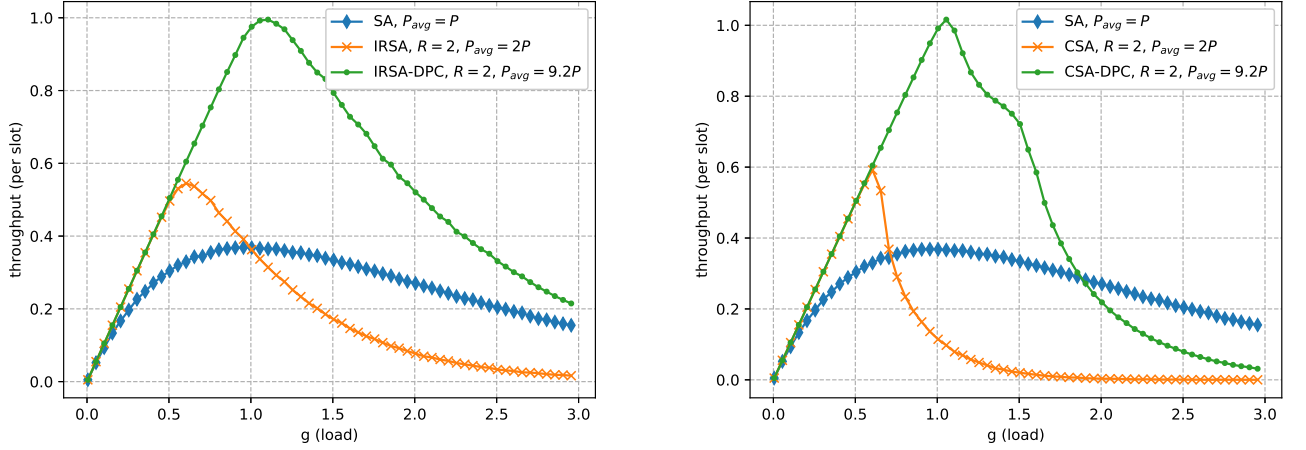 SA, P_avg = P
IRSA, R = 2, P_avg = 2P
IRSA-DPC, R = 2, P_avg = 9.2P
throughput (per slot)
1.0
0.8
0.6
0.4
0.2
0.0
0.0 0.5 1.0 1.5 2.0 2.5 3.0
g (load)
SA, P_avg = P
CSA, R = 2, P_avg = 2P
CSA-DPC, R = 2, P_avg = 9.2P
throughput (per slot)
1.0
0.8
0.6
0.4
0.2
0.0
0.0 0.5 1.0 1.5 2.0 2.5 3.0
g (load)